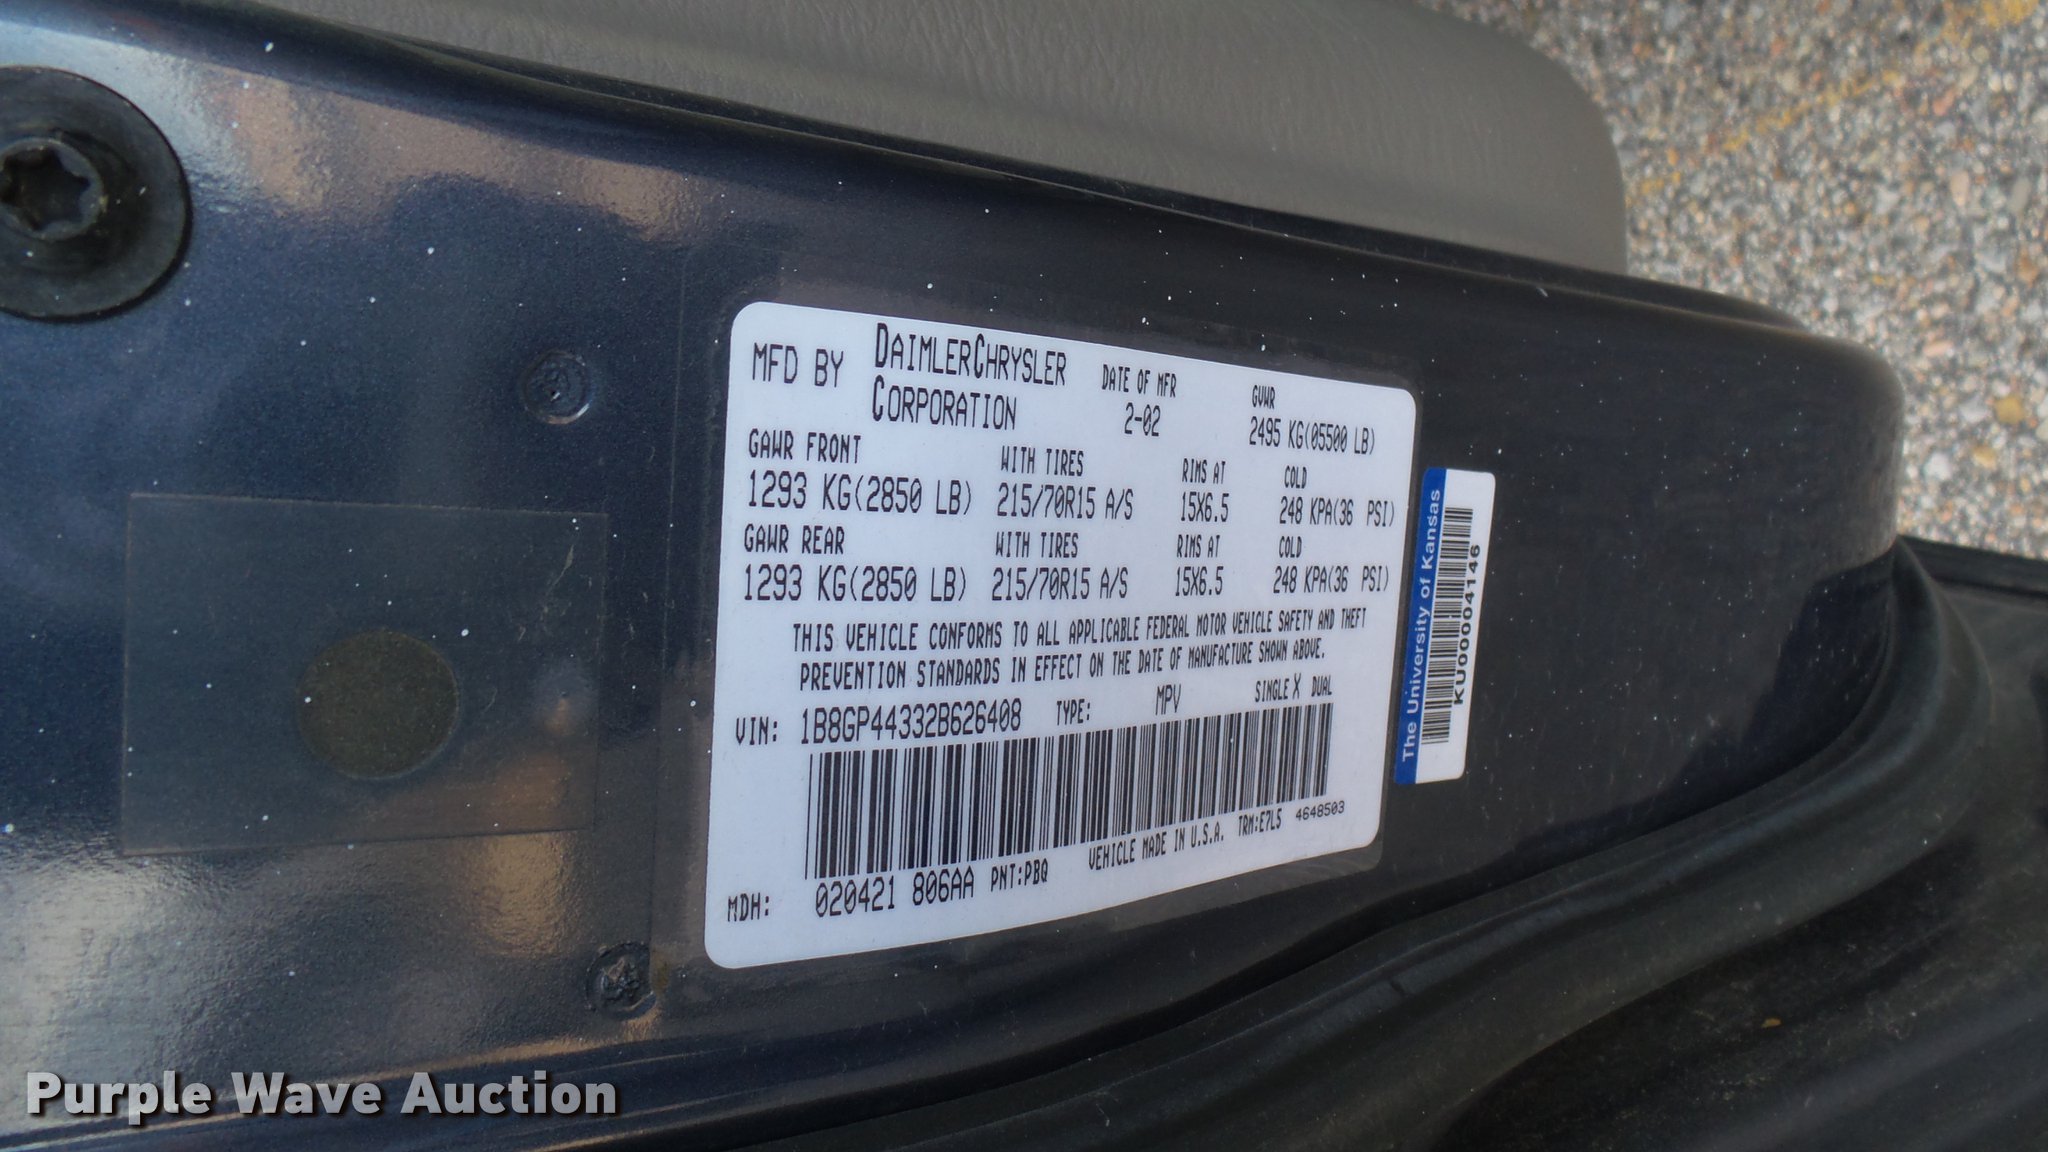 MFD BY DAIMLERCHRYSLER CORPORATION DATE OF MFR 2-02 GVWR 2495 KG(05500 LB)
GAWR FRONT WITH TIRES RIMS AT COLD
1293 KG(2850 LB) 215/70R15 A/S 15X6.5 248 KPA(36 PSI)
GAWR REAR WITH TIRES RIMS AT COLD
1293 KG(2850 LB) 215/70R15 A/S 15X6.5 248 KPA(36 PSI)
THIS VEHICLE CONFORMS TO ALL APPLICABLE FEDERAL MOTOR VEHICLE SAFETY AND THEFT
PREVENTION STANDARDS IN EFFECT ON THE DATE OF MANUFACTURE SHOWN ABOVE.
VIN: 1B8GP44332B626408 TYPE: MPV SINGLE X DUAL
MDH: 020421 806AA PNT:PBQ VEHICLE MADE IN U.S.A. TRM:E7L5 4648503
The University of Kansas
KU000004146
Purple Wave Auction